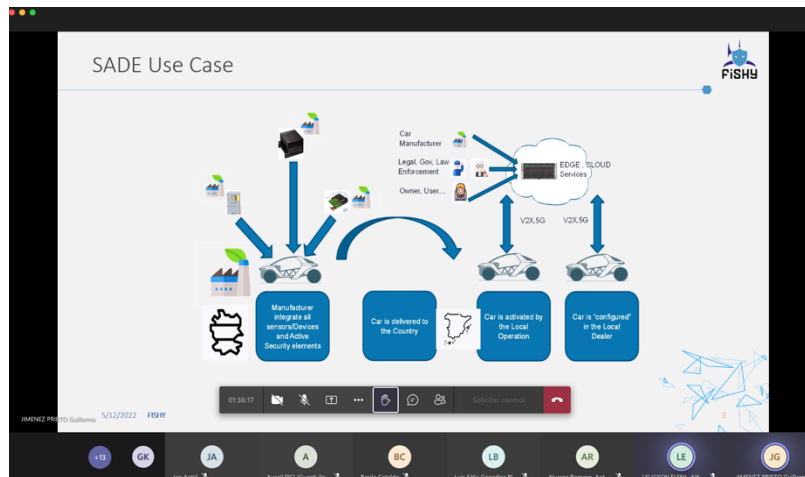 SADE Use Case
FISHY
Car
Manufacturer
Legal, Gov, Law
Enforcement
Owner, User...
EDGE , CLOUD
Services
V2X,5G
V2X,5G
Manufacturer
integrate all
sensors/Devices
and Active
Security elements
Car is delivered to
the Country
Car is activated by
the Local
Operation
Car is "configured"
in the Local
Dealer
01:36:17
Solicitar control
JIMENEZ PRIETO Guillermo
5/12/2022
FISHY
3
+13
GK
JA
A
BC
LB
AR
LE
JG